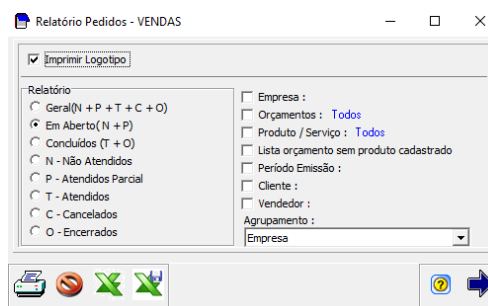 Relatório Pedidos - VENDAS
Imprimir Logotipo
Relatório
Geral(N + P + T + C + O)
Em Aberto( N + P)
Concluídos (T + O)
N - Não Atendidos
P - Atendidos Parcial
T - Atendidos
C - Cancelados
O - Encerrados
Empresa :
Orçamentos : Todos
Produto / Serviço : Todos
Lista orçamento sem produto cadastrado
Período Emissão :
Cliente :
Vendedor :
Agrupamento :
Empresa